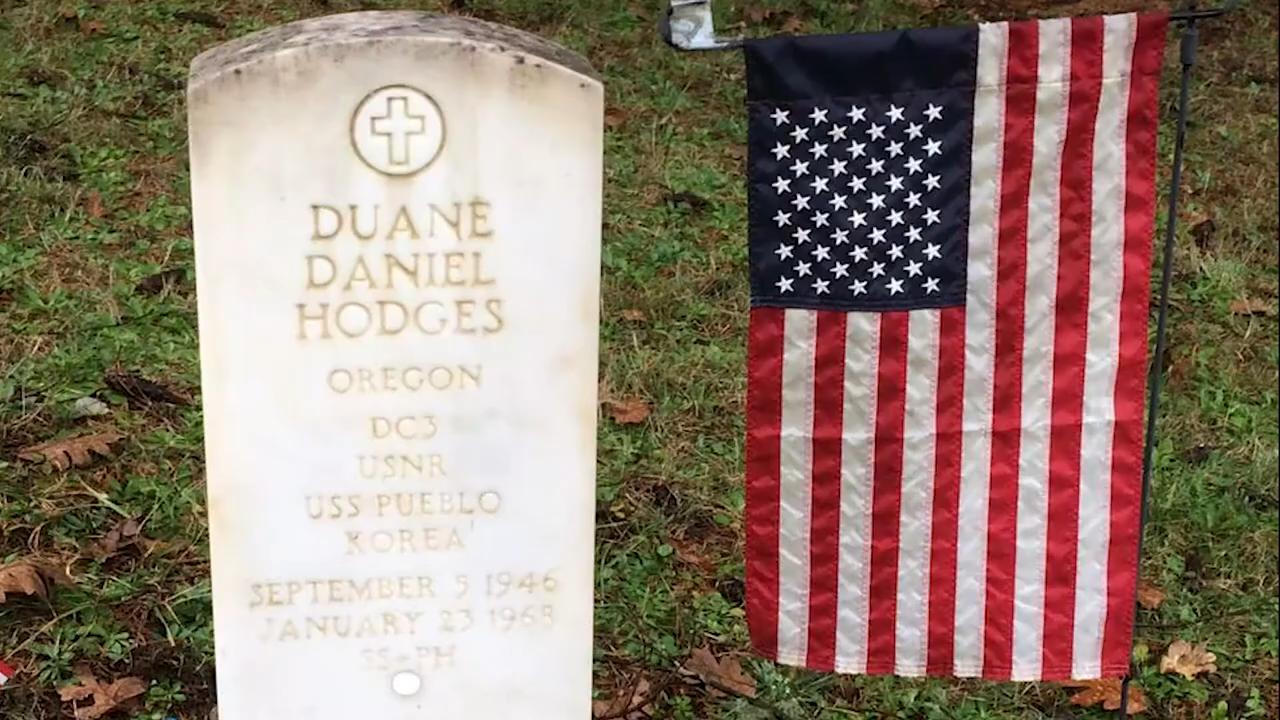 DUANE
DANIEL
HODGES
OREGON
DC3
USNR
USS PUEBLO
KOREA
SEPTEMBER 5 1946
JANUARY 23 1968
SS-PH